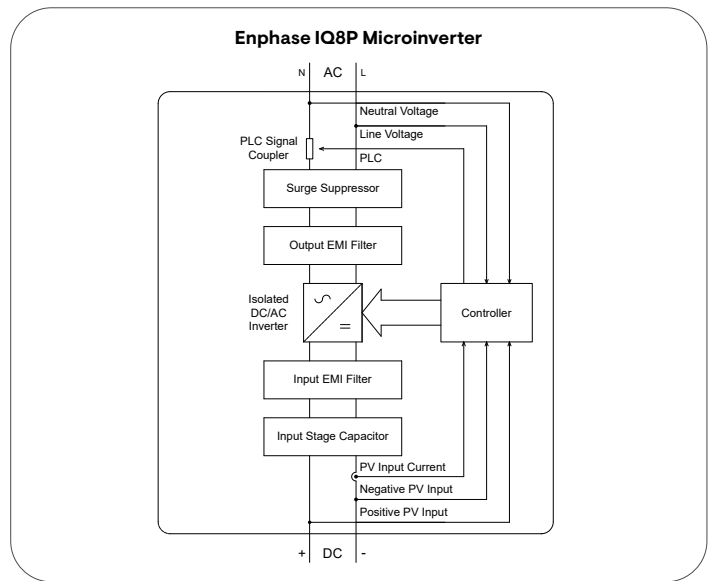 Enphase IQ8P Microinverter
N AC L
Neutral Voltage
Line Voltage
PLC Signal
Coupler
PLC
Surge Suppressor
Output EMI Filter
Isolated
DC/AC
Inverter
Controller
Input EMI Filter
Input Stage Capacitor
PV Input Current
Negative PV Input
Positive PV Input
+ DC -